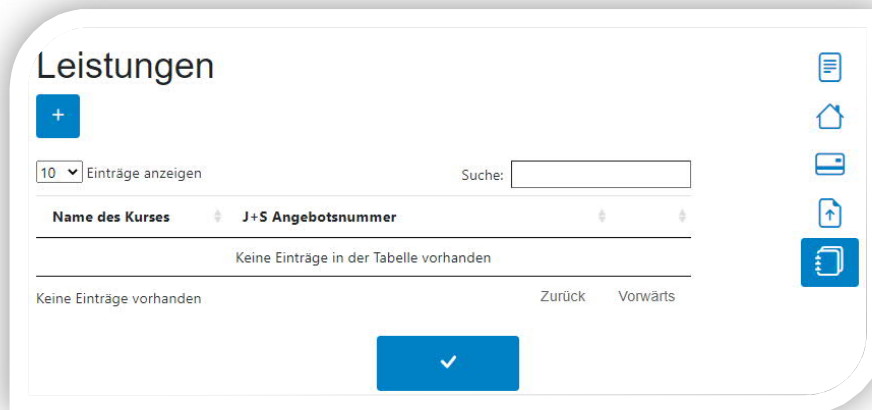 Leistungen
+
10 Einträge anzeigen Suche:
Name des Kurses J+S Angebotsnummer
Keine Einträge in der Tabelle vorhanden
Keine Einträge vorhanden Zurück Vorwärts